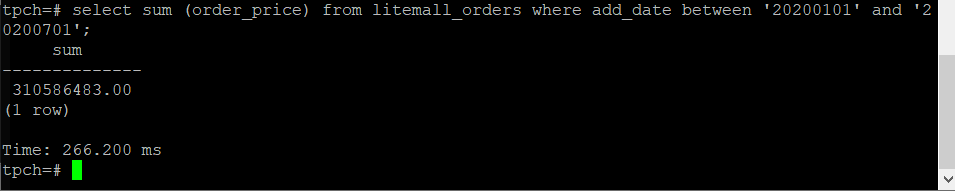 tpch=# select sum (order_price) from litemall_orders where add_date between '20200101' and '2
0200701';
     sum
--------------
 310586483.00
(1 row)

Time: 266.200 ms
tpch=#